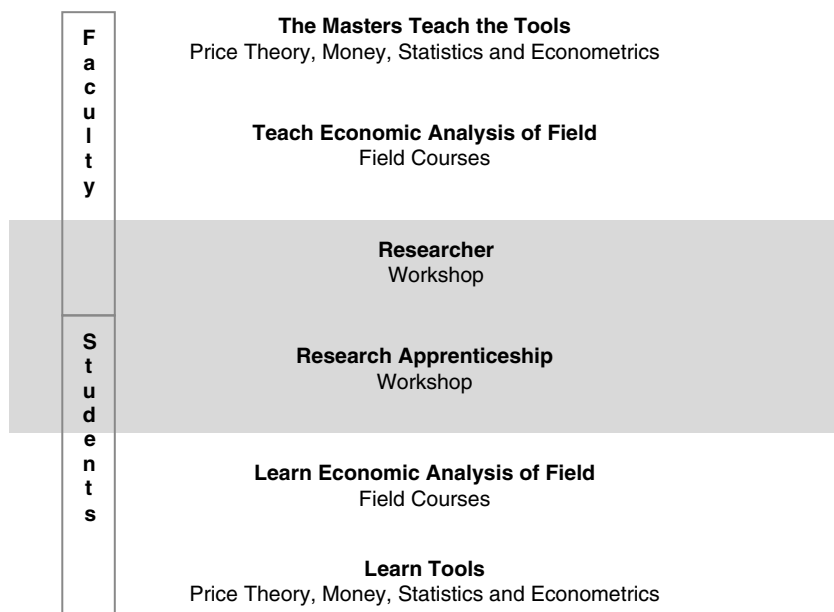 Faculty
The Masters Teach the Tools
Price Theory, Money, Statistics and Econometrics
Teach Economic Analysis of Field
Field Courses
Researcher
Workshop
Students
Research Apprenticeship
Workshop
Learn Economic Analysis of Field
Field Courses
Learn Tools
Price Theory, Money, Statistics and Econometrics